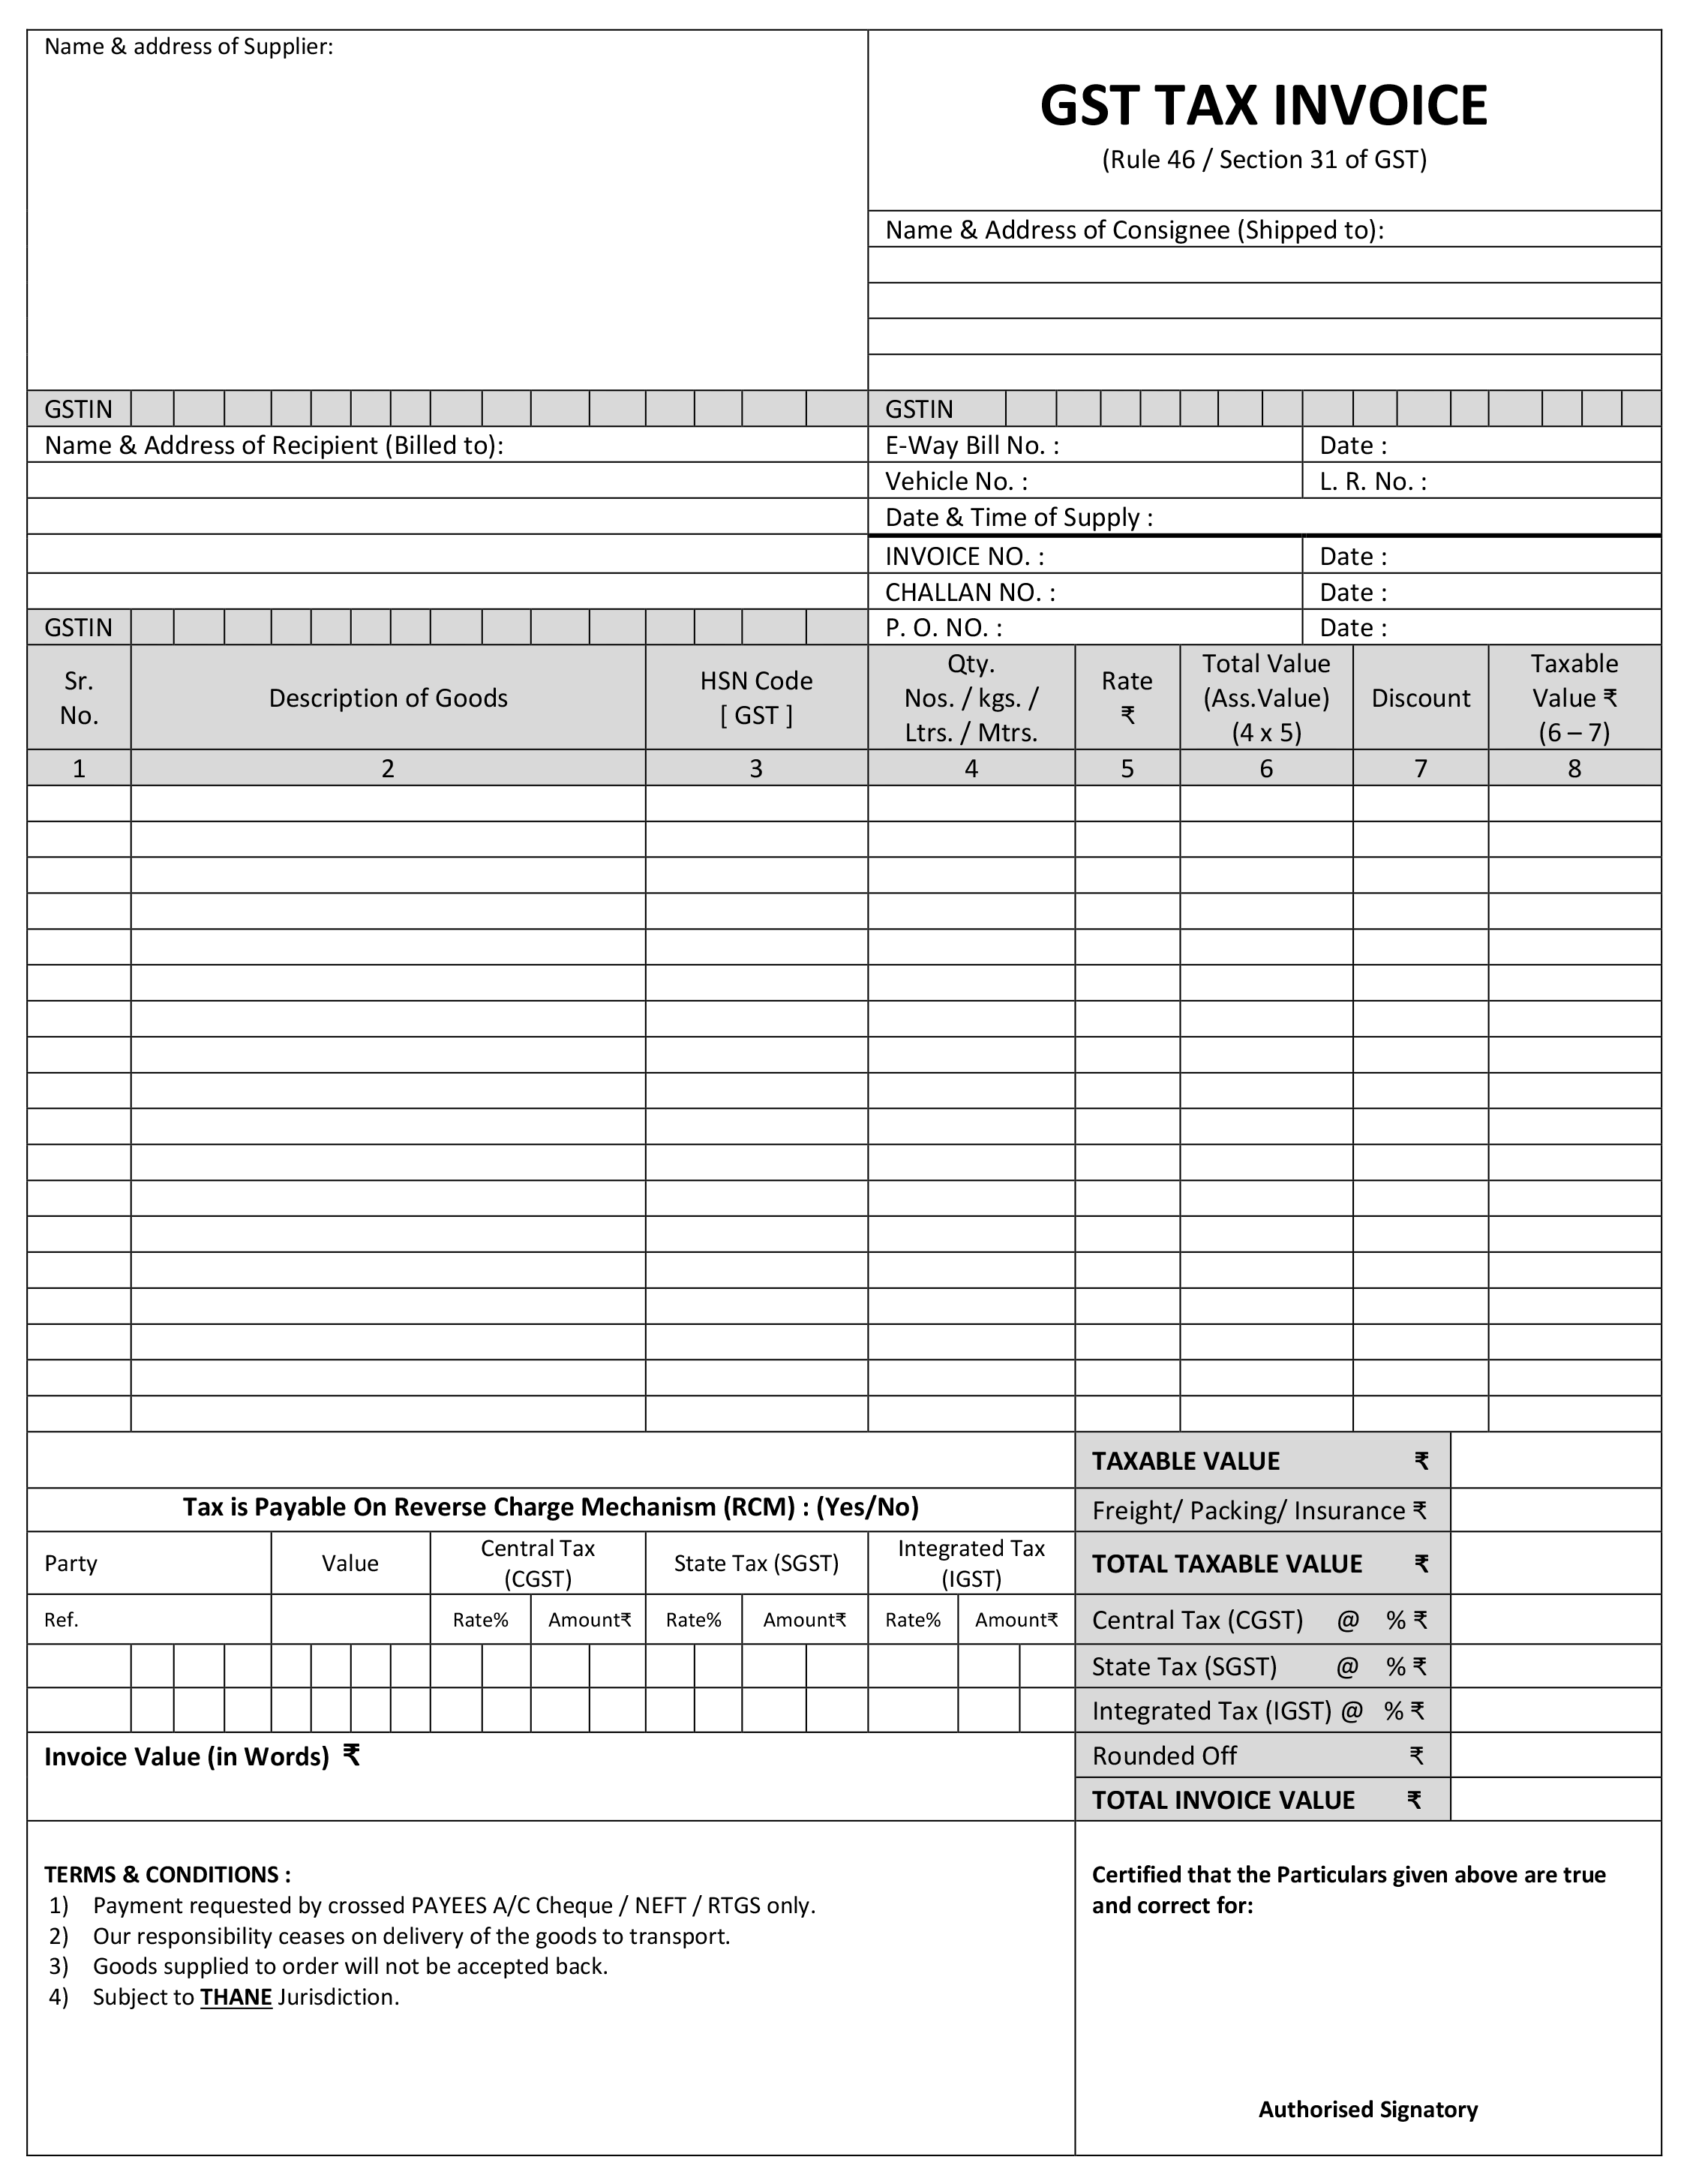 Name & address of Supplier:
GST TAX INVOICE
(Rule 46 / Section 31 of GST)
Name & Address of Consignee (Shipped to):
GSTIN
GSTIN
Name & Address of Recipient (Billed to):
E-Way Bill No. :
Date :
Vehicle No. :
L. R. No. :
Date & Time of Supply :
INVOICE NO. :
Date :
CHALLAN NO. :
Date :
GSTIN
P. O. NO. :
Date :
Sr.
No.
Description of Goods
HSN Code
[ GST ]
Qty.
Nos. / kgs. /
Ltrs. / Mtrs.
Rate
₹
Total Value
(Ass.Value)
(4 x 5)
Discount
Taxable
Value ₹
(6 – 7)
1
2
3
4
5
6
7
8
TAXABLE VALUE ₹
Tax is Payable On Reverse Charge Mechanism (RCM) : (Yes/No)
Freight/ Packing/ Insurance ₹
Party
Value
Central Tax
(CGST)
State Tax (SGST)
Integrated Tax
(IGST)
TOTAL TAXABLE VALUE ₹
Ref.
Rate%
Amount₹
Rate%
Amount₹
Rate%
Amount₹
Central Tax (CGST) @ % ₹
State Tax (SGST) @ % ₹
Integrated Tax (IGST) @ % ₹
Invoice Value (in Words) ₹
Rounded Off ₹
TOTAL INVOICE VALUE ₹
TERMS & CONDITIONS :
1) Payment requested by crossed PAYEES A/C Cheque / NEFT / RTGS only.
2) Our responsibility ceases on delivery of the goods to transport.
3) Goods supplied to order will not be accepted back.
4) Subject to THANE Jurisdiction.
Certified that the Particulars given above are true
and correct for:
Authorised Signatory